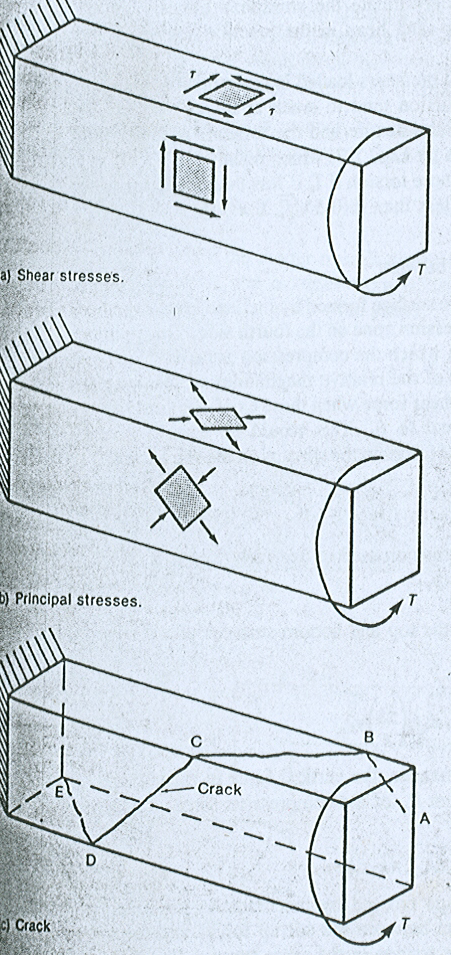 τ
τ
T
a) Shear stresses.
T
b) Principal stresses.
B
C
Crack
E
A
D
T
c) Crack